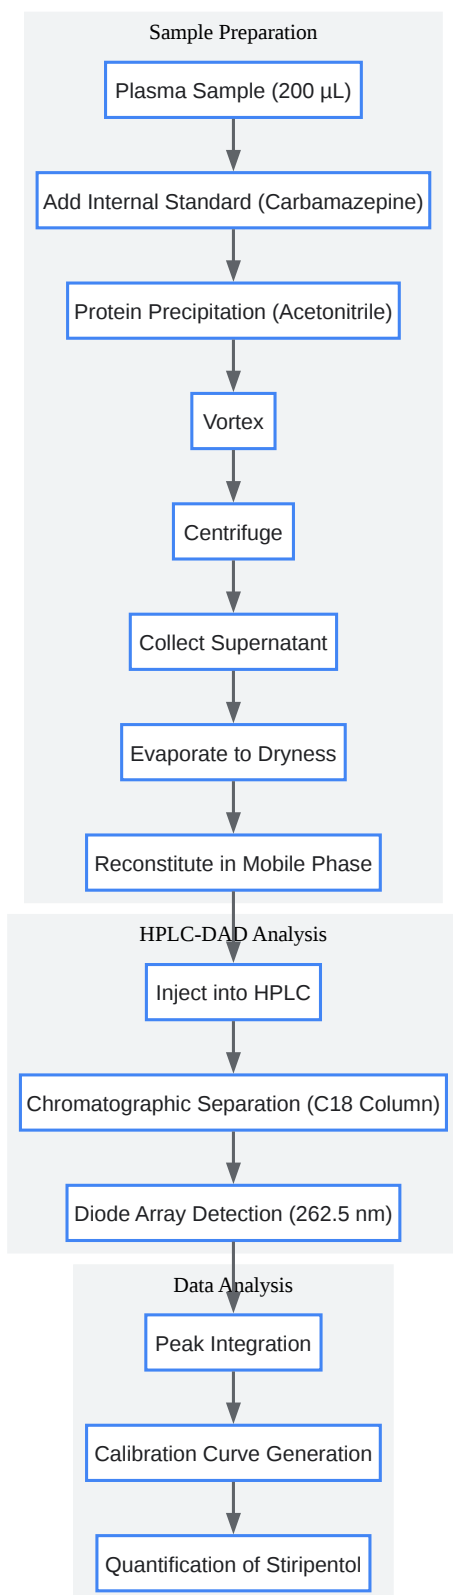 Sample Preparation
Plasma Sample (200 µL)
Add Internal Standard (Carbamazepine)
Protein Precipitation (Acetonitrile)
Vortex
Centrifuge
Collect Supernatant
Evaporate to Dryness
Reconstitute in Mobile Phase
HPLC-DAD Analysis
Inject into HPLC
Chromatographic Separation (C18 Column)
Diode Array Detection (262.5 nm)
Data Analysis
Peak Integration
Calibration Curve Generation
Quantification of Stiripentol